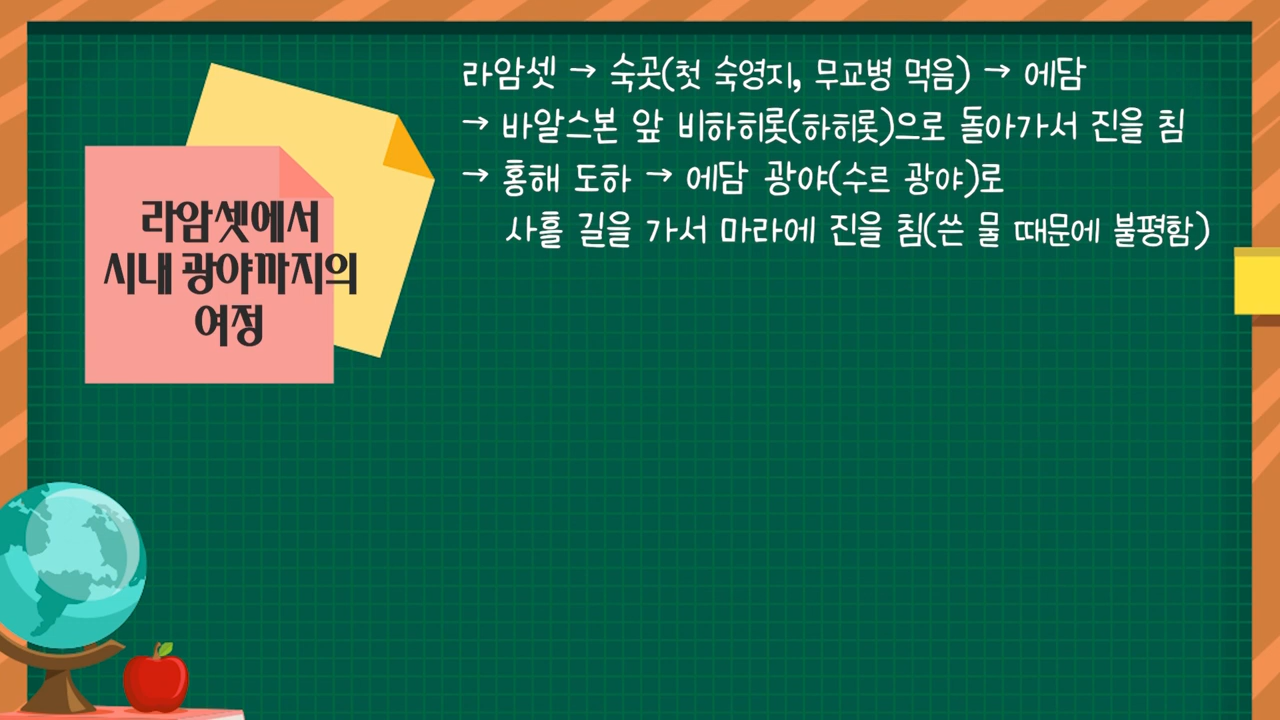 라암셋에서
시내 광야까지의
여정
라암셋 → 숙곳(첫 숙영지, 무교병 먹음) → 에담
→ 바알스본 앞 비하히롯(하히롯)으로 돌아가서 진을 침
→ 홍해 도하 → 에담 광야(수르 광야)로
사흘 길을 가서 마라에 진을 침(쓴 물 때문에 불평함)